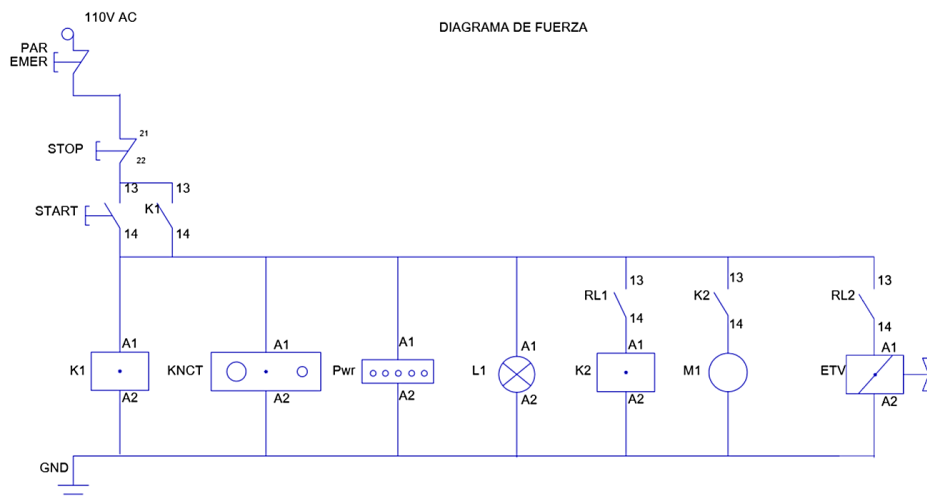 110V AC
DIAGRAMA DE FUERZA
PAR
EMER
21
STOP
22
13
13
START
K1
14
14
13
13
RL1
K2
RL2
14
14
14
A1
A1
A1
A1
A1
A1
K1
KNCT
Pwr
L1
K2
M1
ETV
A2
A2
A2
A2
A2
A2
GND